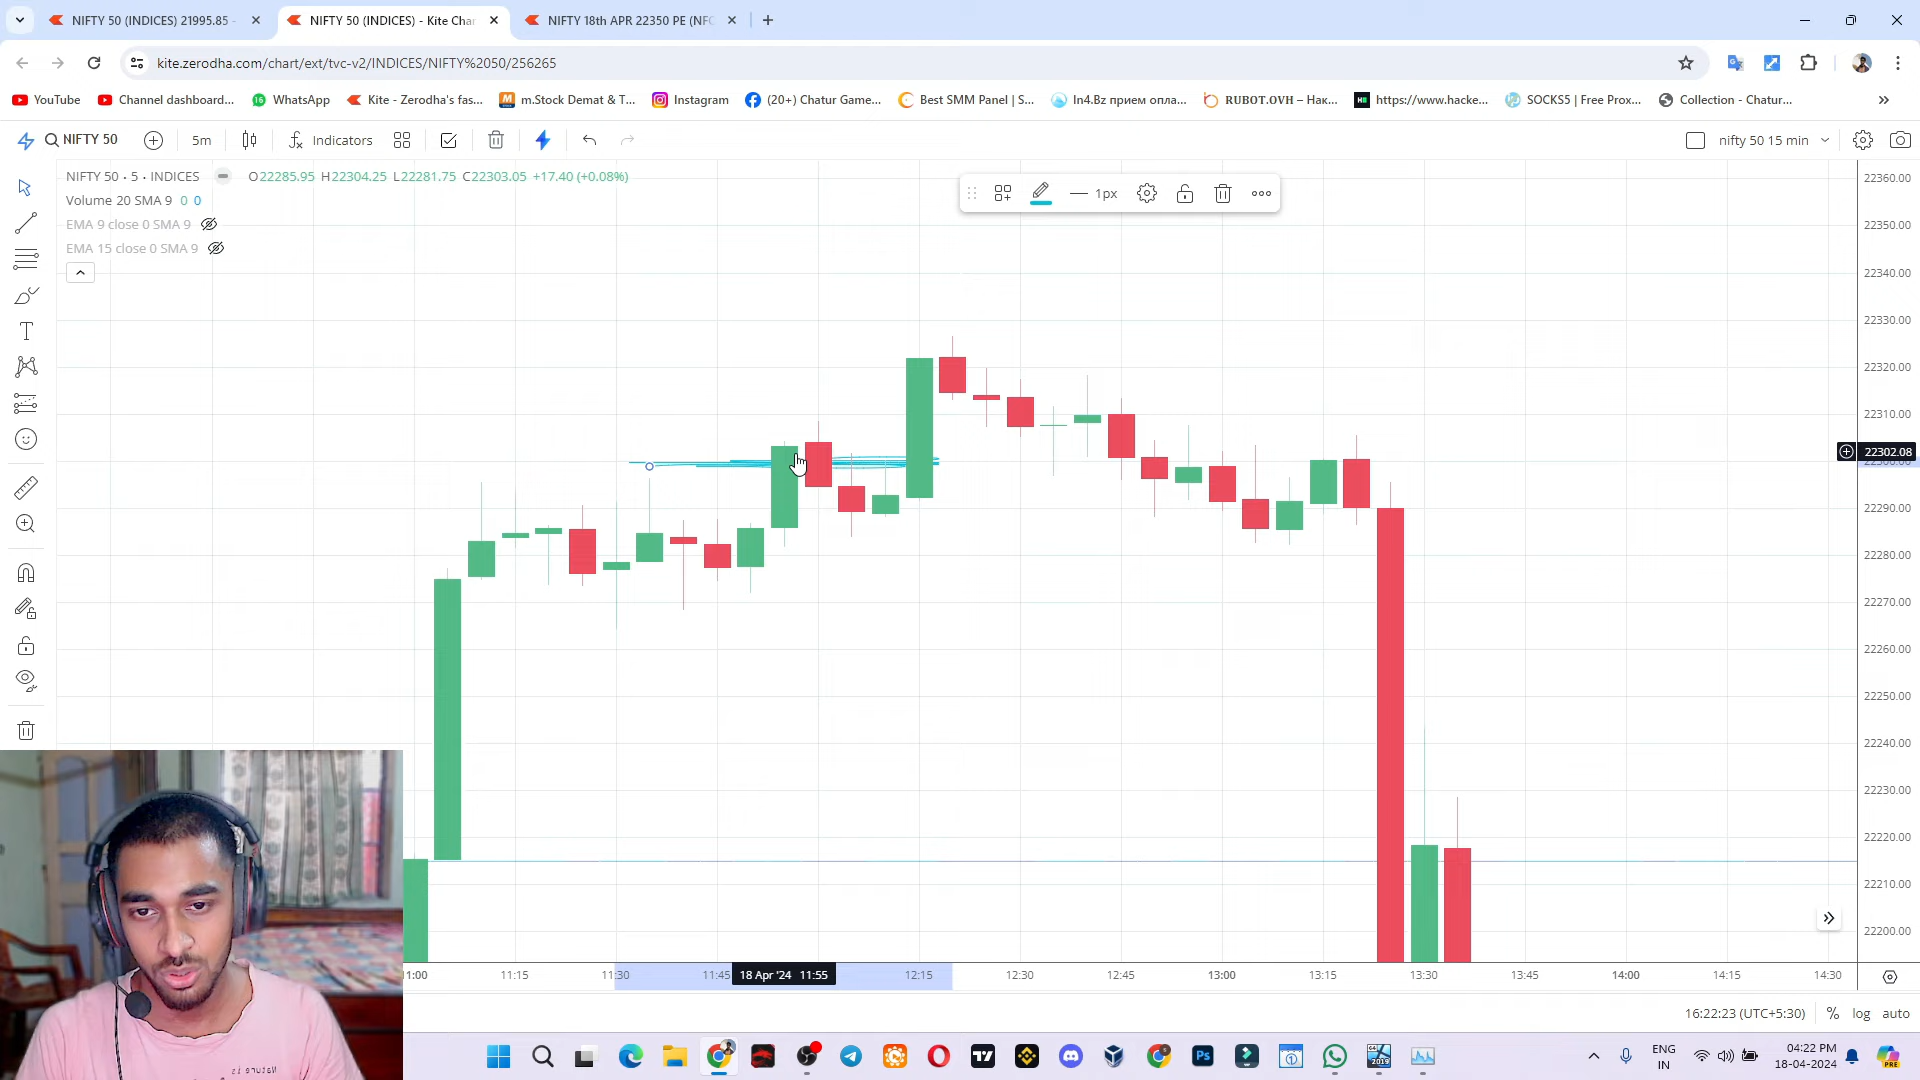 NIFTY 50 (INDICES) 21995.85 -
NIFTY 50 (INDICES) - Kite Char
NIFTY 18th APR 22350 PE (NFO
kite.zerodha.com/chart/ext/tvc-v2/INDICES/NIFTY%2050/256265
YouTube
Channel dashboard...
WhatsApp
Kite - Zerodha's fas...
m.Stock Demat & T...
Instagram
(20+) Chatur Game...
Best SMM Panel | S...
In4.Bz прием опла...
RUBOT.OVH – Нак...
https://www.hacke...
SOCKS5 | Free Prox...
Collection - Chatur...
NIFTY 50
5m
Indicators
nifty 50 15 min
NIFTY 50 · 5 · INDICES O22285.95 H22304.25 L22281.75 C22303.05 +17.40 (+0.08%)
Volume 20 SMA 9 0 0
EMA 9 close 0 SMA 9
EMA 15 close 0 SMA 9
1px
22360.00
22350.00
22340.00
22330.00
22320.00
22310.00
22302.08
22290.00
22280.00
22270.00
22260.00
22250.00
22240.00
22230.00
22220.00
22210.00
22200.00
11:15
11:30
11:45
18 Apr '24 11:55
12:15
12:30
12:45
13:00
13:15
13:30
13:45
14:00
14:15
14:30
16:22:23 (UTC+5:30)
%
log
auto
ENG
IN
04:22 PM
18-04-2024